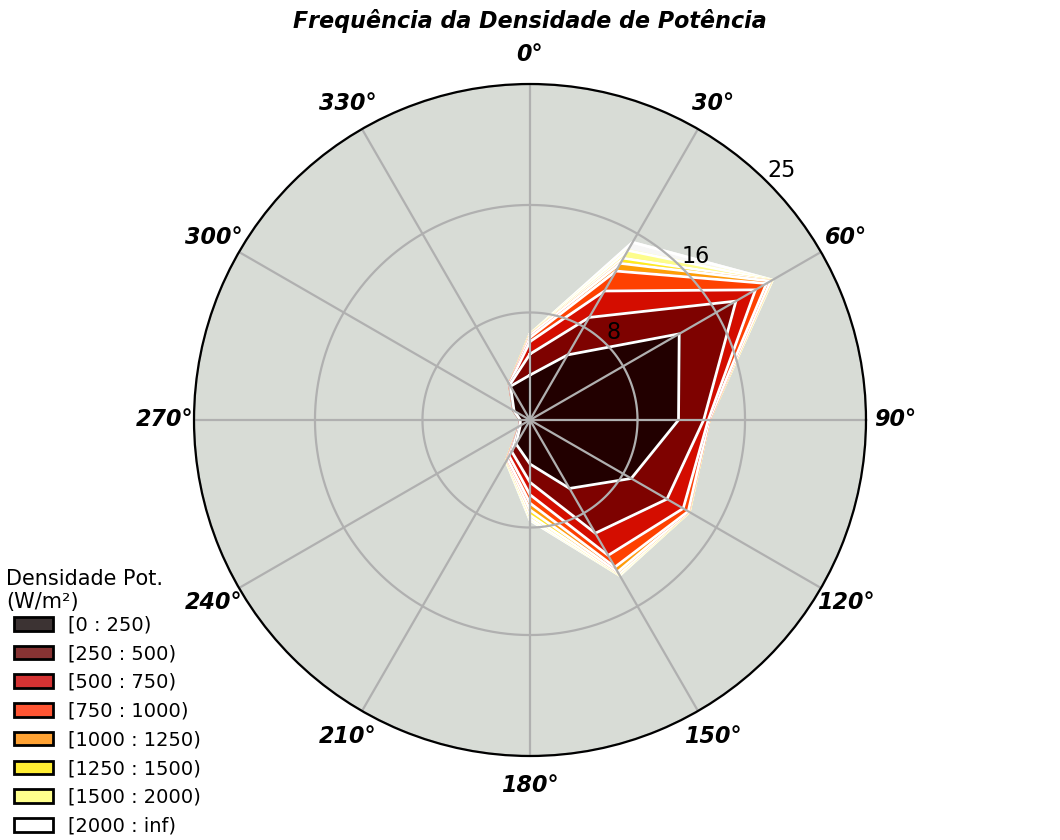 Frequência da Densidade de Potência
0°
330°
30°
25
300°
60°
16
8
270°
90°
240°
120°
210°
150°
180°
Densidade Pot.
(W/m²)
[0 : 250)
[250 : 500)
[500 : 750)
[750 : 1000)
[1000 : 1250)
[1250 : 1500)
[1500 : 2000)
[2000 : inf)